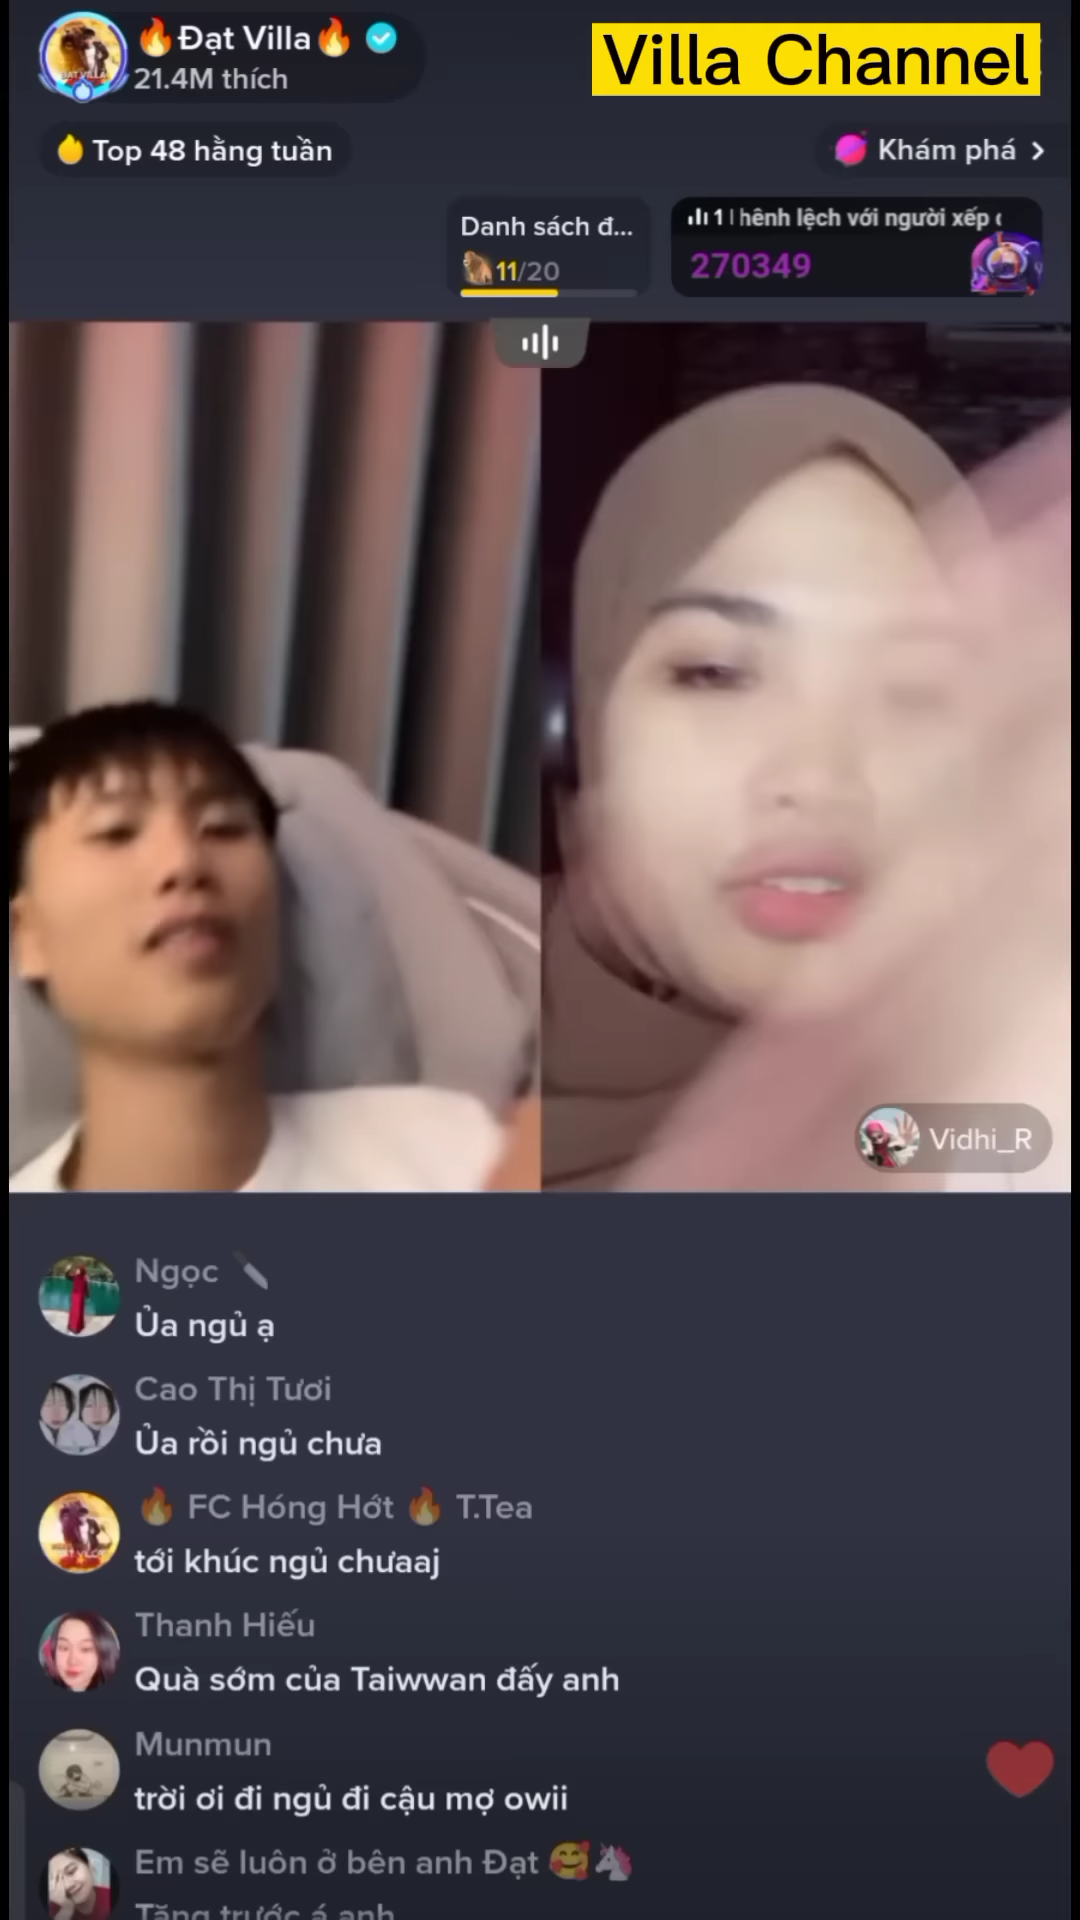 🔥Đạt Villa🔥
21.4M thích
Villa Channel
Top 48 hằng tuần
Khám phá >
Danh sách đ...
11/20
1 hênh lệch với người xếp
270349
Vidhi_R
Ngọc
Ủa ngủ ạ
Cao Thị Tươi
Ủa rồi ngủ chưa
🔥 FC Hóng Hớt 🔥 T.Tea
tới khúc ngủ chưaaj
Thanh Hiếu
Quà sớm của Taiwwan đấy anh
Munmun
trời ơi đi ngủ đi cậu mợ owii
Em sẽ luôn ở bên anh Đạt 🥰🦄
Tặng trước á anh